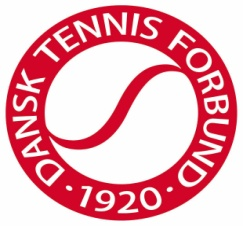 DANSK TENNIS FORBUND
· 1920 ·